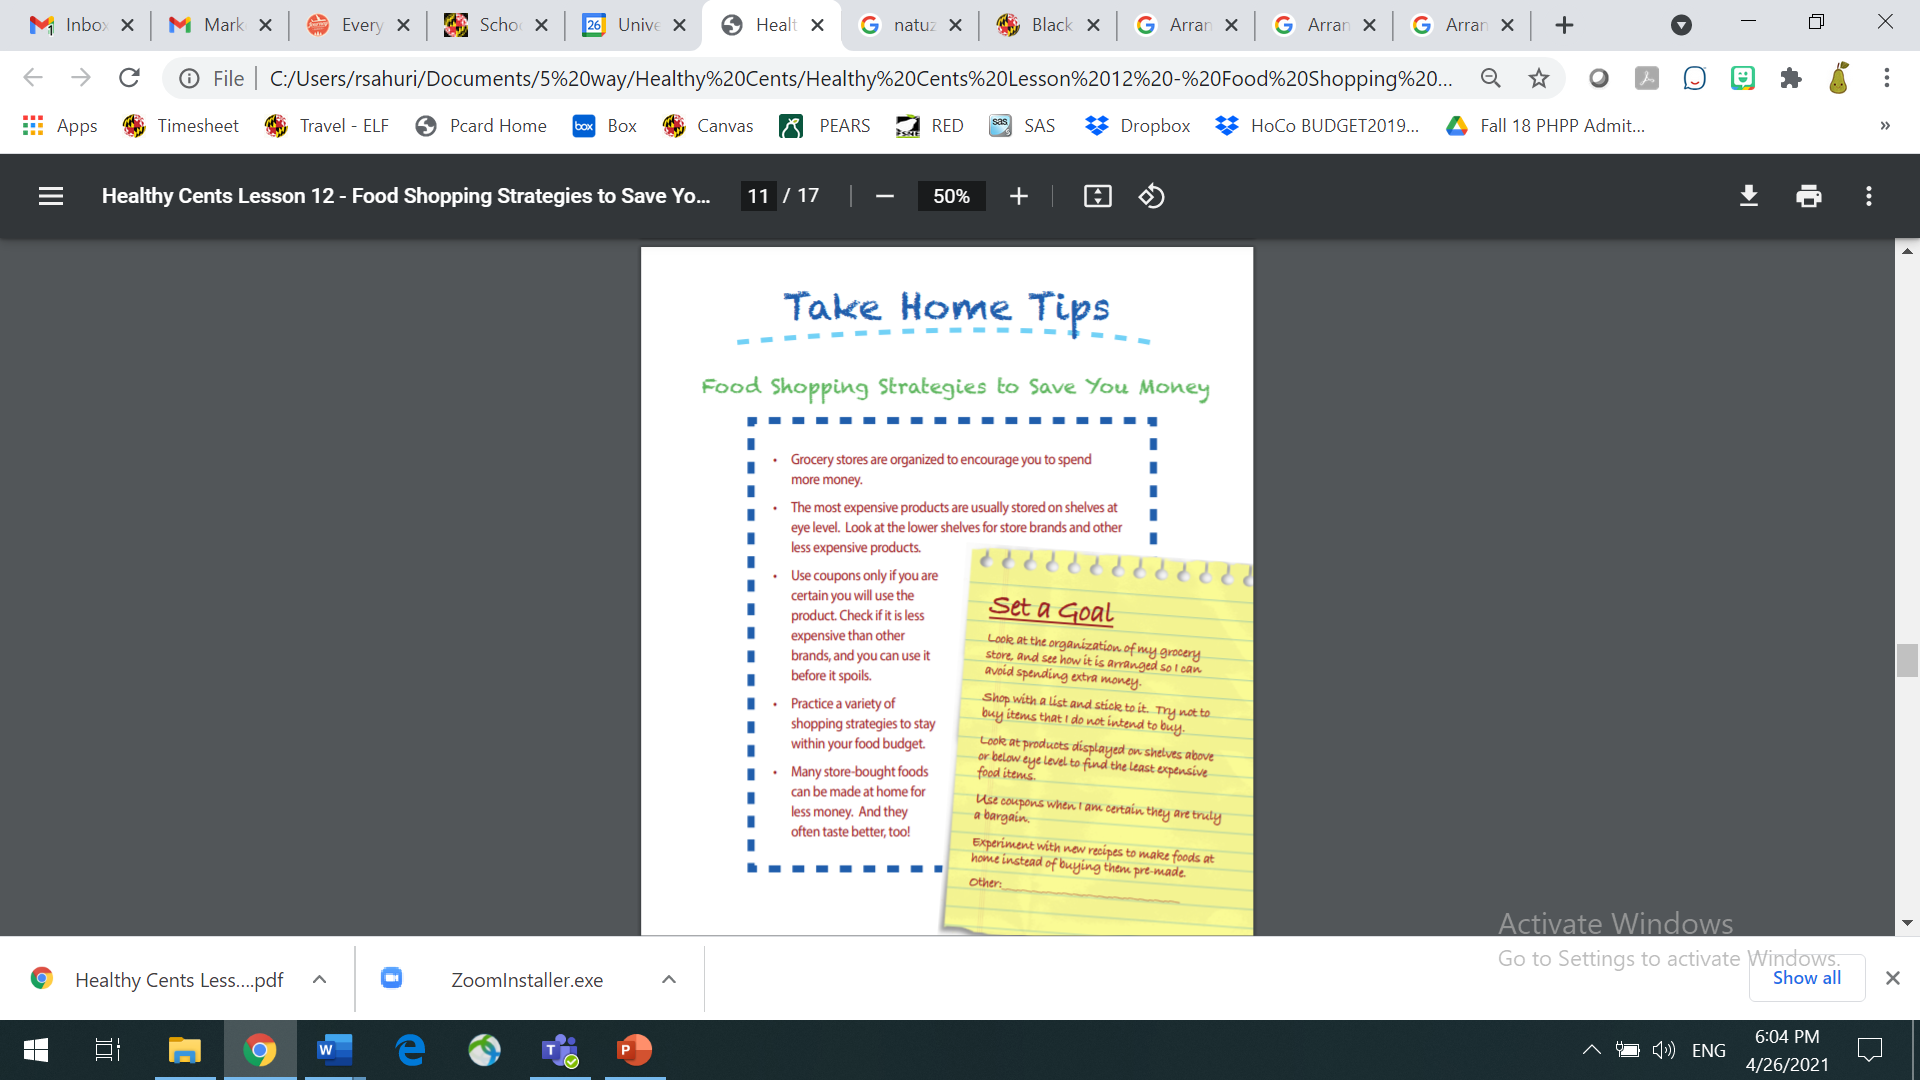 Inbox
Mark
Every
Schoo
Unive
Healt
natuz
Black
Arran
Arran
Arran
File
C:/Users/rsahuri/Documents/5%20way/Healthy%20Cents/Healthy%20Cents%20Lesson%2012%20-%20Food%20Shopping%20...
Apps
Timesheet
Travel - ELF
Pcard Home
box
Box
Canvas
PEARS
RED
sas
SAS
Dropbox
HoCo BUDGET2019...
Fall 18 PHPP Admit...
»
Healthy Cents Lesson 12 - Food Shopping Strategies to Save Yo...
11 / 17
50%
Take Home Tips
Food Shopping Strategies to Save You Money
• Grocery stores are organized to encourage you to spend
more money.
• The most expensive products are usually stored on shelves at
eye level. Look at the lower shelves for store brands and other
less expensive products.
• Use coupons only if you are
certain you will use the
product. Check if it is less
expensive than other
brands, and you can use it
before it spoils.
• Practice a variety of
shopping strategies to stay
within your food budget.
• Many store-bought foods
can be made at home for
less money. And they
often taste better, too!
Set a Goal
Look at the organization of my grocery
store, and see how it is arranged so I can
avoid spending extra money.
Shop with a list and stick to it. Try not to
buy items that I do not intend to buy.
Look at products displayed on shelves above
or below eye level to find the least expensive
food items.
Use coupons when I am certain they are truly
a bargain.
Experiment with new recipes to make foods at
home instead of buying them pre-made.
Other:
Activate Windows
Go to Settings to activate Windows.
Healthy Cents Less....pdf
ZoomInstaller.exe
Show all
ENG
6:04 PM
4/26/2021